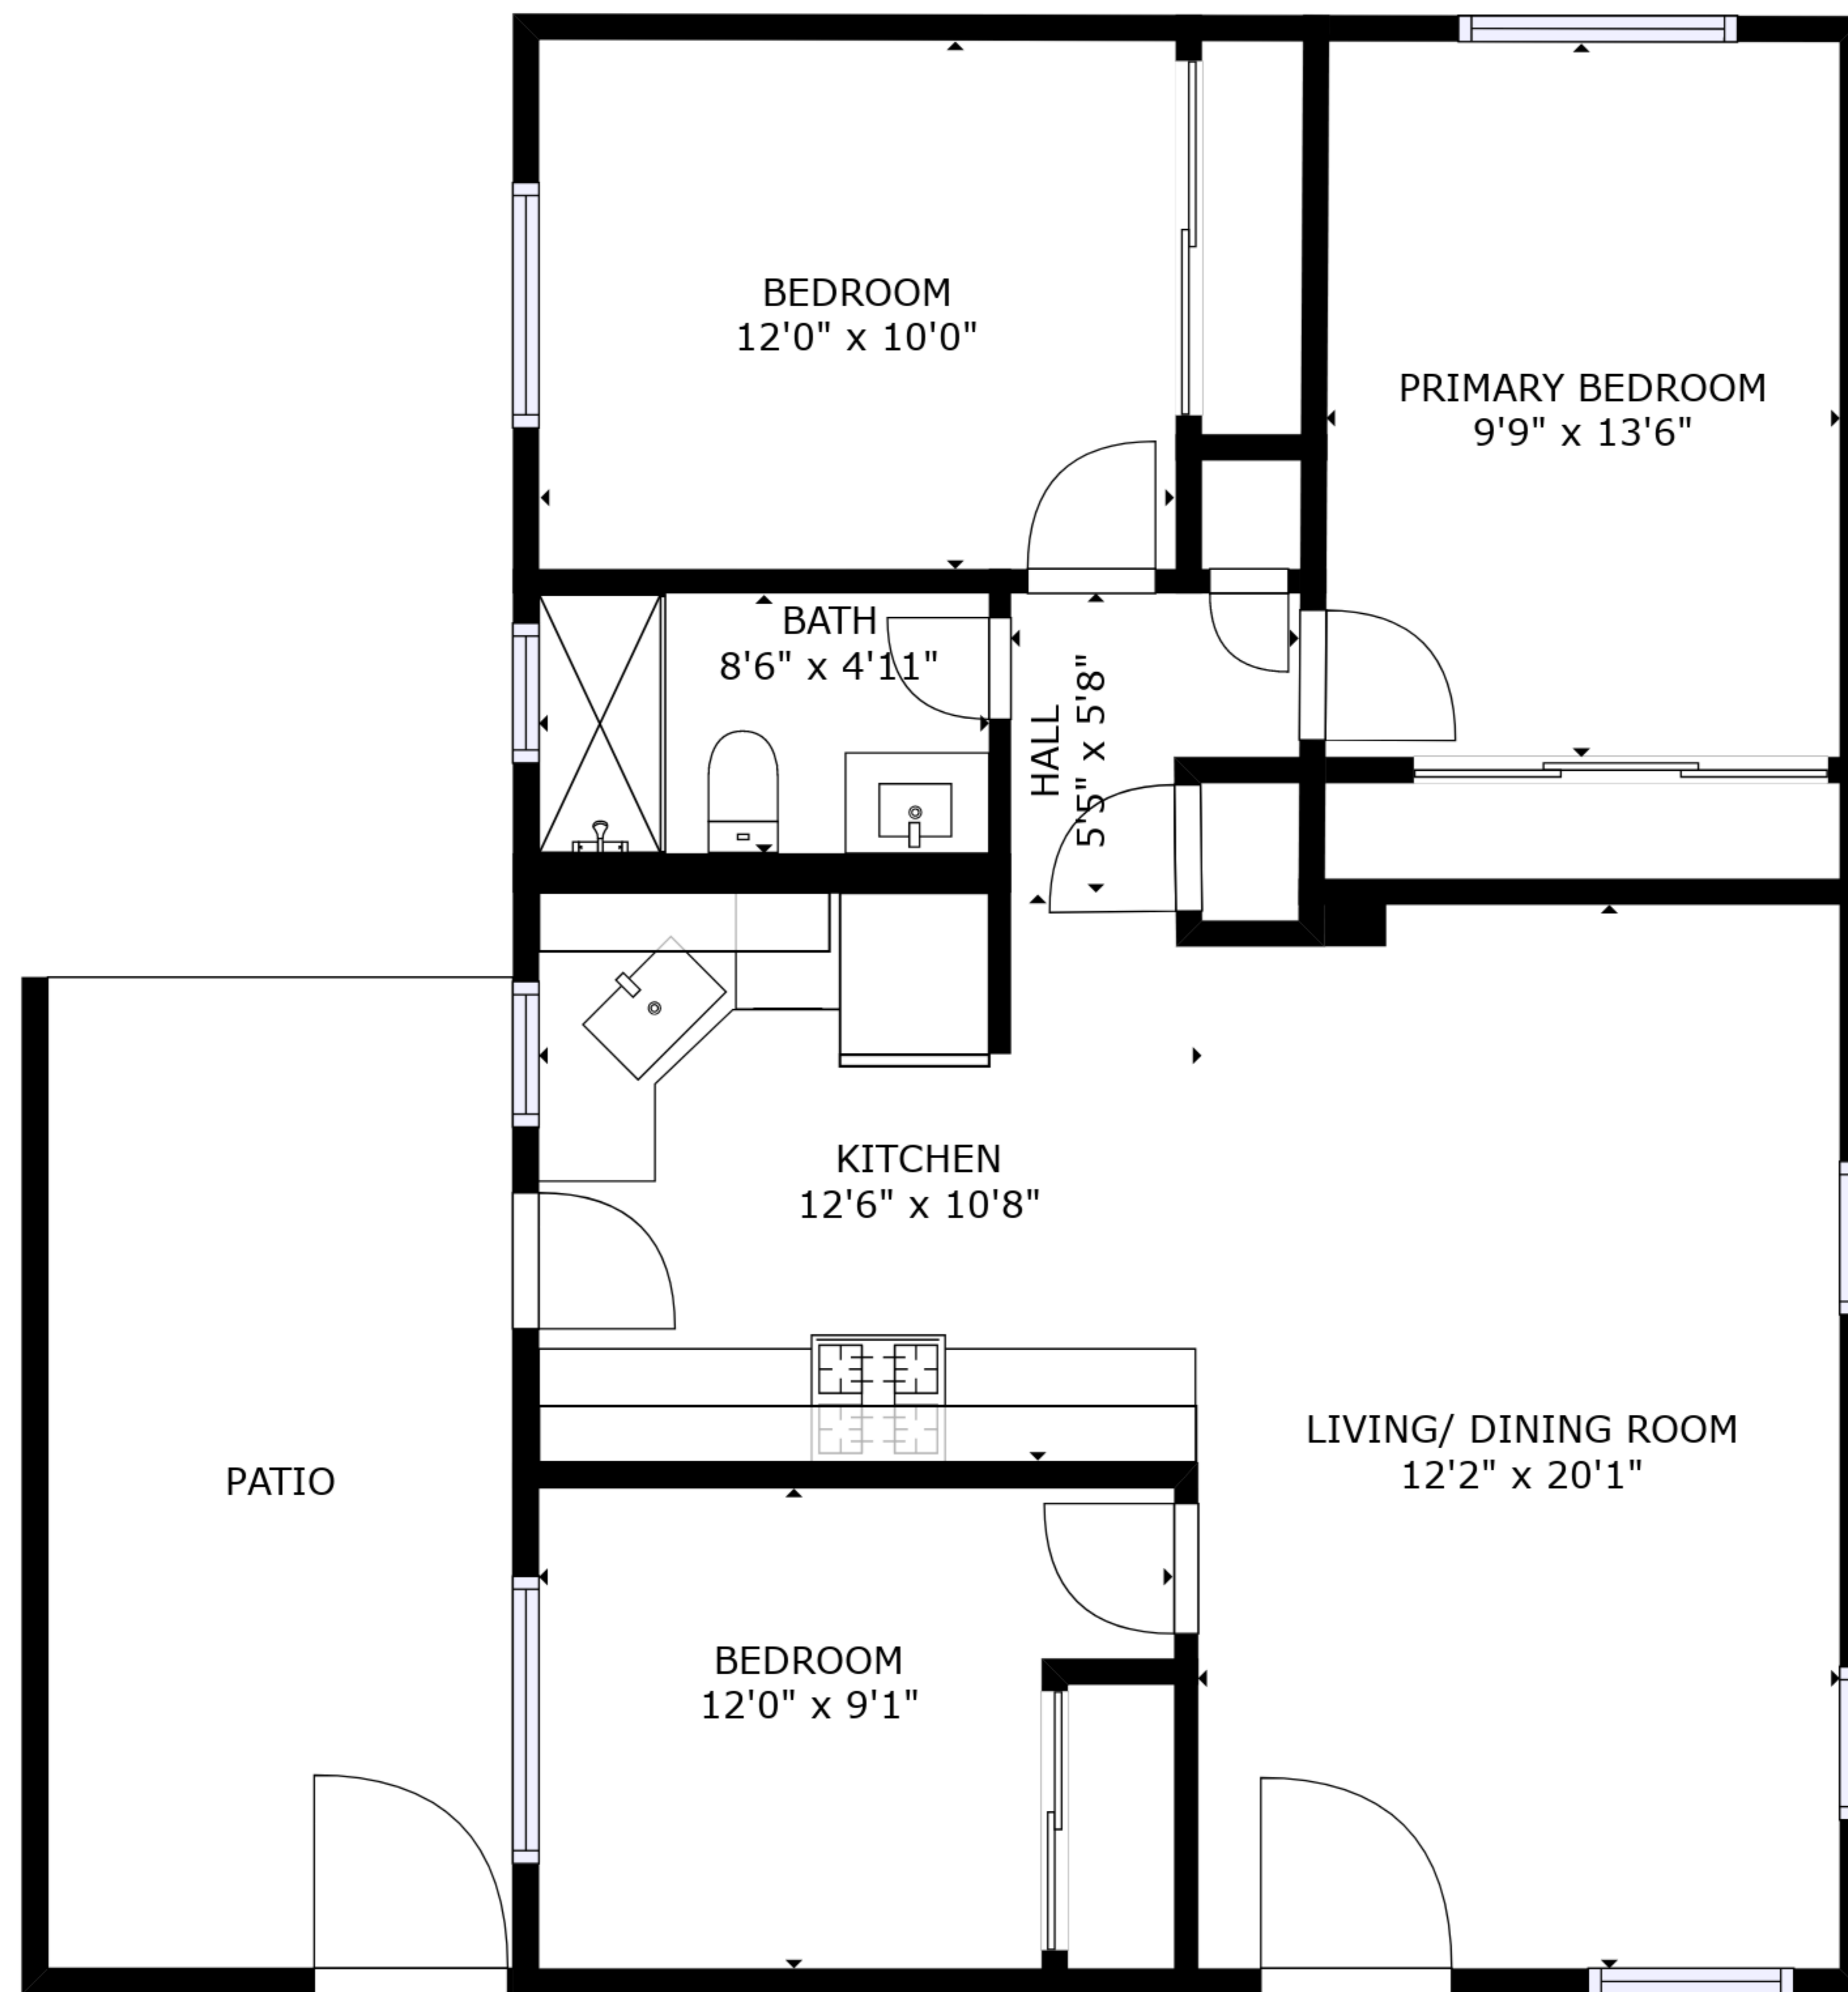 BEDROOM
12'0" x 10'0"
PRIMARY BEDROOM
9'9" x 13'6"
BATH
8'6" x 4'11"
HALL
5'5" x 5'8"
KITCHEN
12'6" x 10'8"
LIVING/ DINING ROOM
12'2" x 20'1"
PATIO
BEDROOM
12'0" x 9'1"